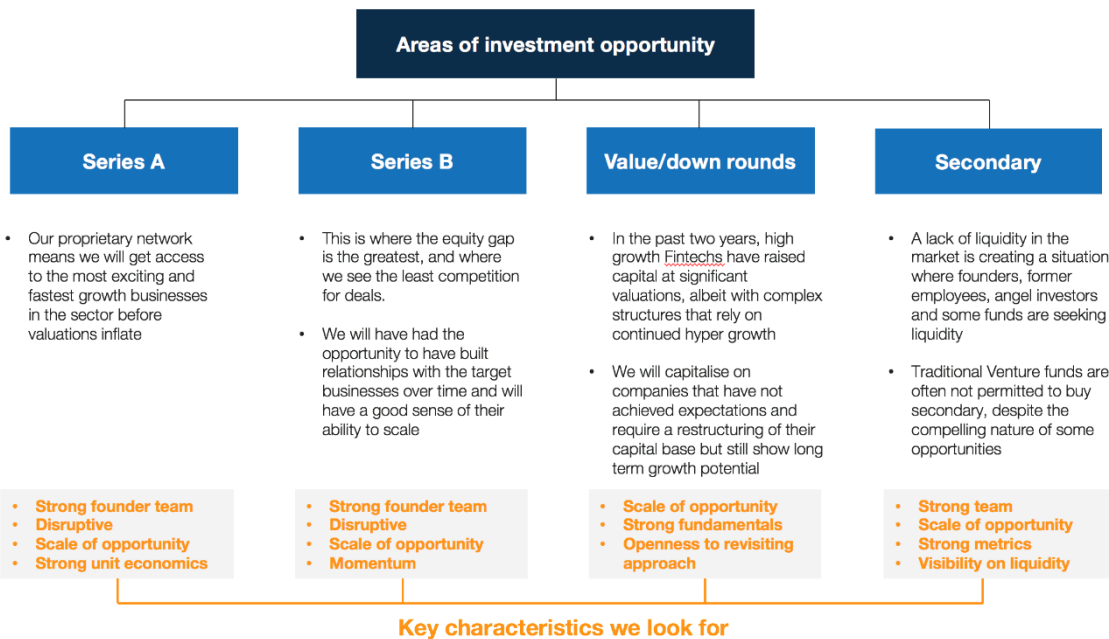 Areas of investment opportunity
Series A
Series B
Value/down rounds
Secondary
• Our proprietary network
means we will get access
to the most exciting and
fastest growth businesses
in the sector before
valuations inflate
• This is where the equity gap
is the greatest, and where
we see the least competition
for deals.
• We will have had the
opportunity to have built
relationships with the target
businesses over time and will
have a good sense of their
ability to scale
• In the past two years, high
growth Fintechs have raised
capital at significant
valuations, albeit with complex
structures that rely on
continued hyper growth
• We will capitalise on
companies that have not
achieved expectations and
require a restructuring of their
capital base but still show long
term growth potential
• A lack of liquidity in the
market is creating a situation
where founders, former
employees, angel investors
and some funds are seeking
liquidity
• Traditional Venture funds are
often not permitted to buy
secondary, despite the
compelling nature of some
opportunities
• Strong founder team
• Disruptive
• Scale of opportunity
• Strong unit economics
• Strong founder team
• Disruptive
• Scale of opportunity
• Momentum
• Scale of opportunity
• Strong fundamentals
• Openness to revisiting
approach
• Strong team
• Scale of opportunity
• Strong metrics
• Visibility on liquidity
Key characteristics we look for